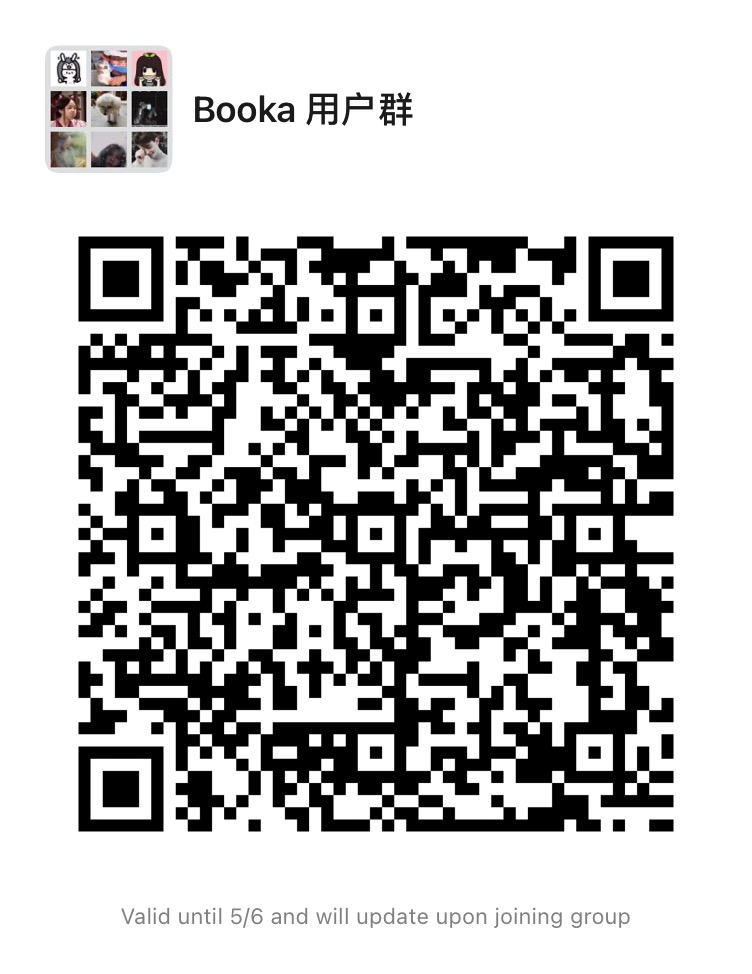 Booka 用户群
Valid until 5/6 and will update upon joining group